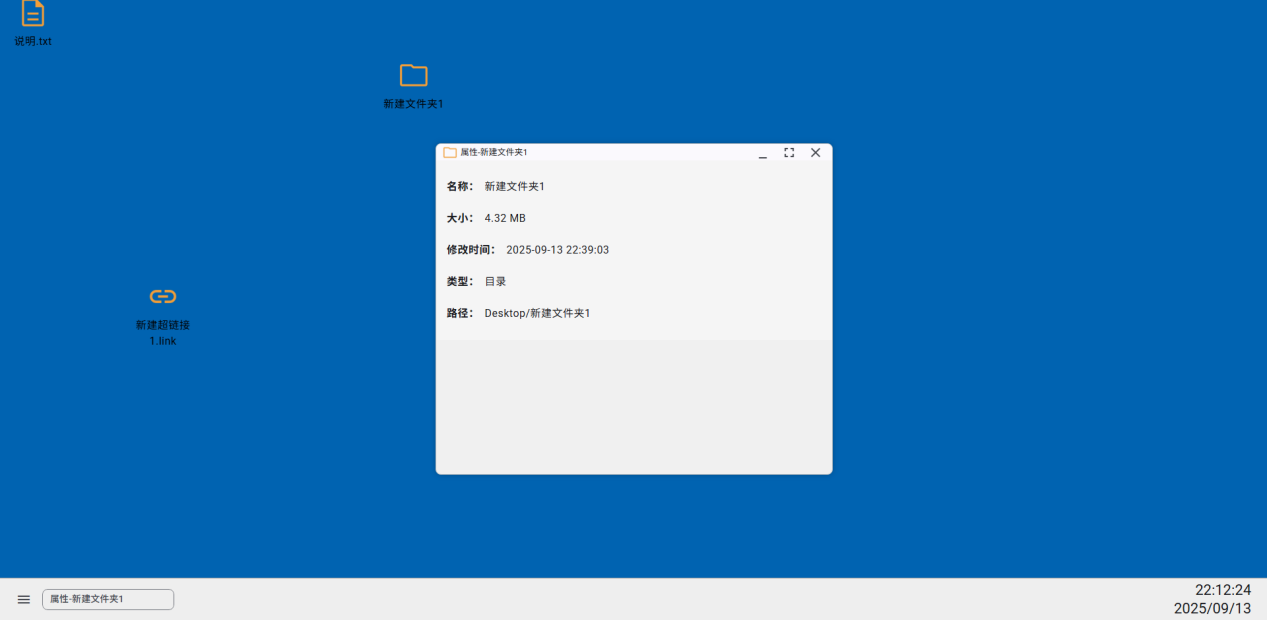 说明.txt
新建文件夹1
属性-新建文件夹1
名称： 新建文件夹1
大小： 4.32 MB
修改时间： 2025-09-13 22:39:03
类型： 目录
路径： Desktop/新建文件夹1
新建超链接
1.link
属性-新建文件夹1
22:12:24
2025/09/13